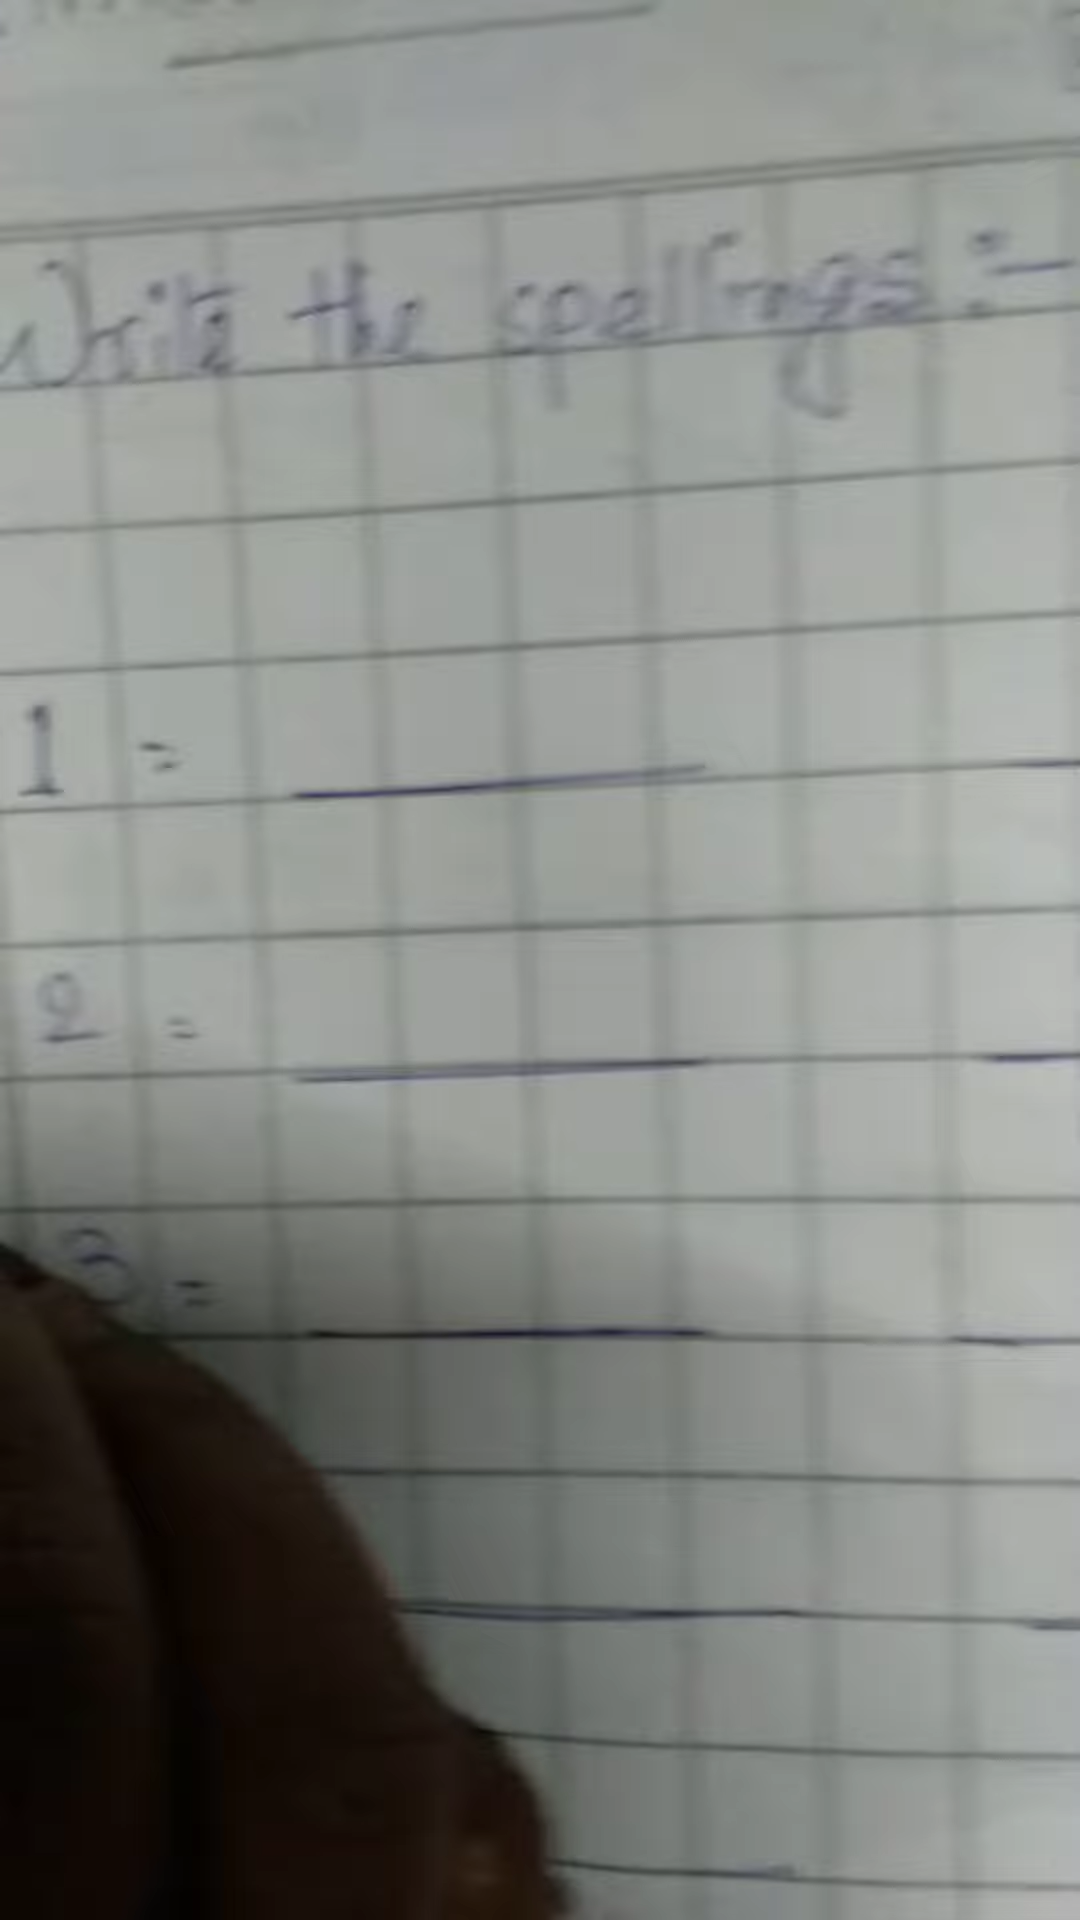 Write the spellings :-
1 =
2 =
3 =